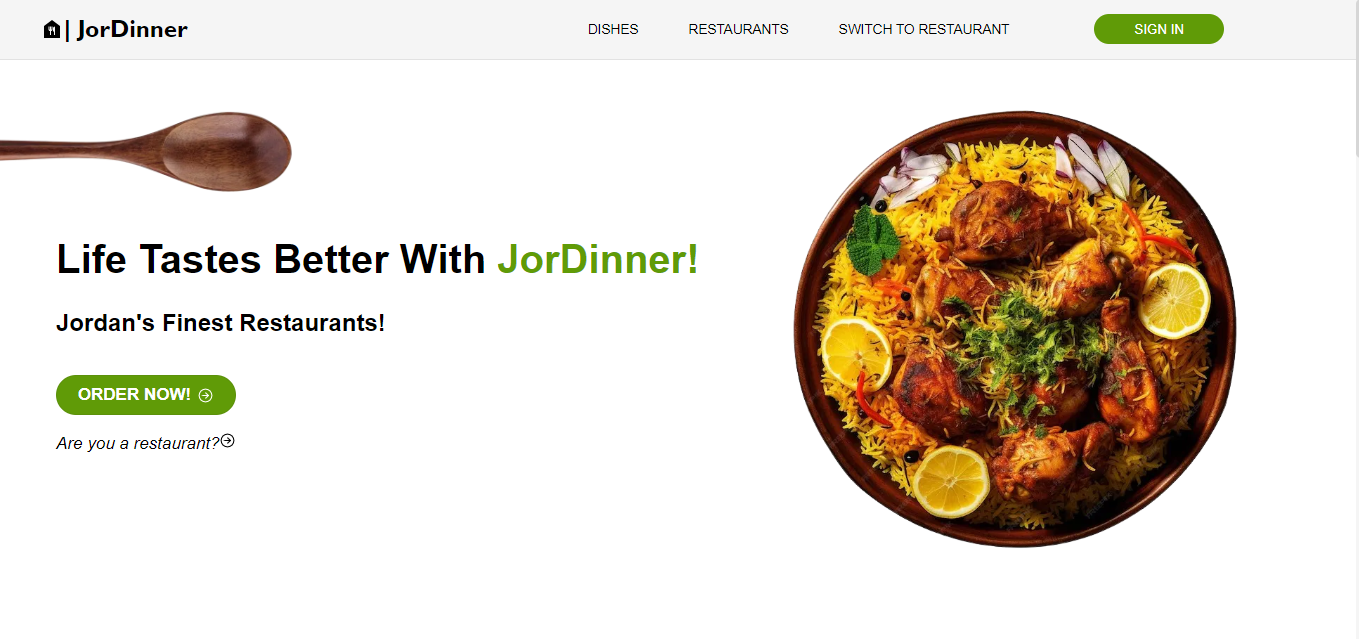 | JorDinner
DISHES
RESTAURANTS
SWITCH TO RESTAURANT
SIGN IN
Life Tastes Better With JorDinner!
Jordan's Finest Restaurants!
ORDER NOW!
Are you a restaurant?